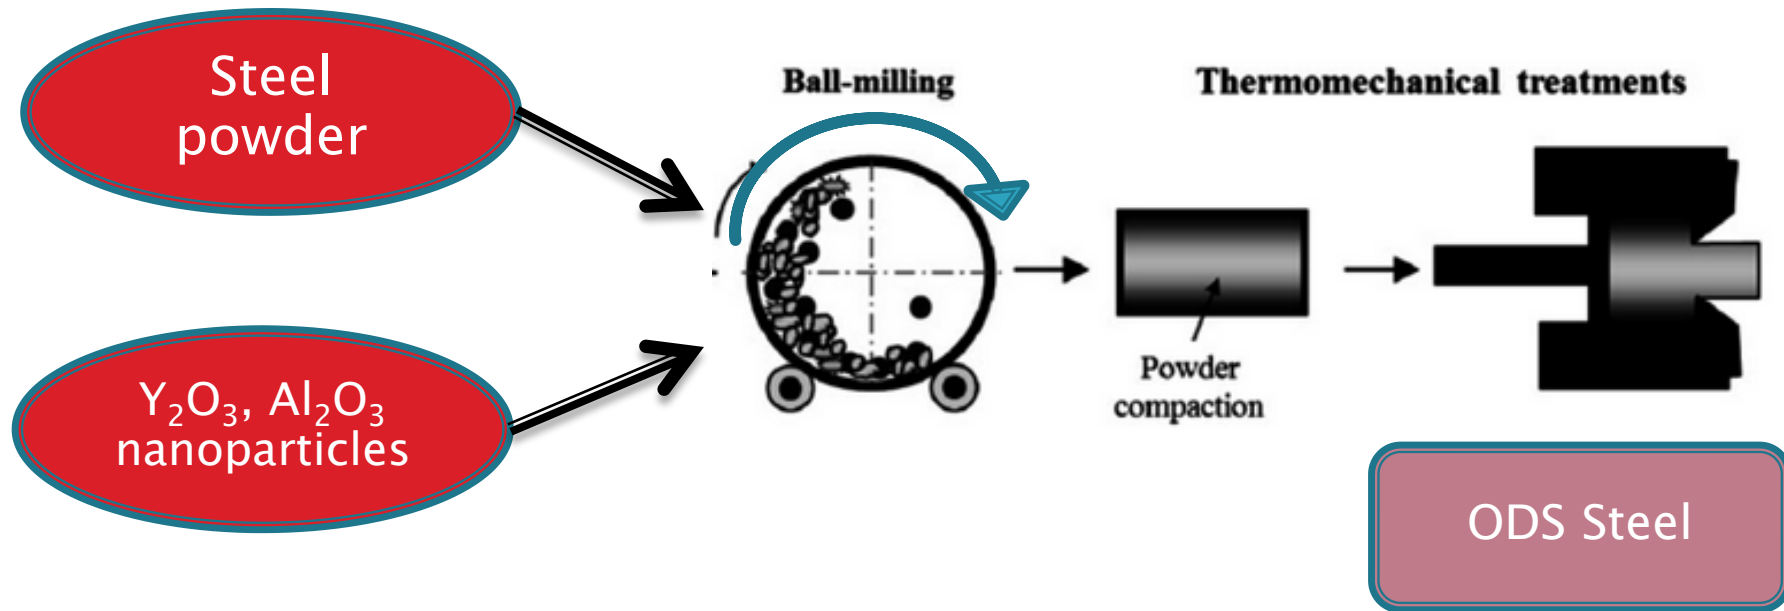 Steel
powder
Ball-milling
Thermomechanical treatments
Y₂O₃, Al₂O₃
nanoparticles
Powder
compaction
ODS Steel